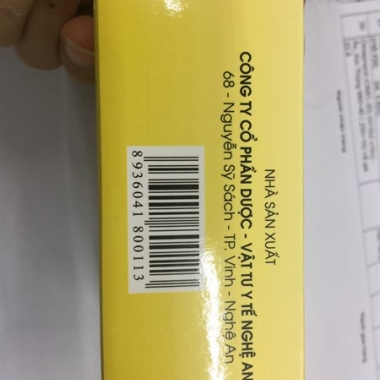 NHÀ SẢN XUẤT
CÔNG TY CỔ PHẦN DƯỢC - VẬT TƯ Y TẾ NGHỆ AN
68 - Nguyễn Sỹ Sách - TP. Vinh - Nghệ An
8 936041 800113